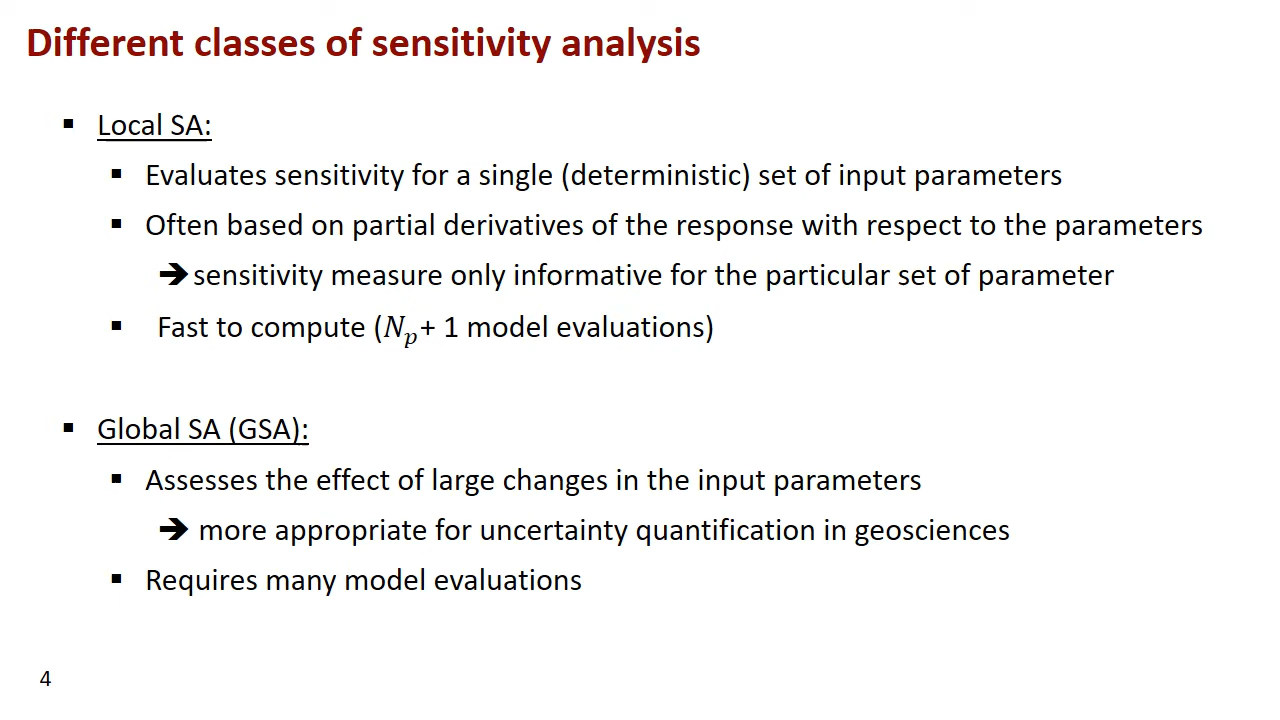 Different classes of sensitivity analysis
▪ Local SA:
▪ Evaluates sensitivity for a single (deterministic) set of input parameters
▪ Often based on partial derivatives of the response with respect to the parameters
➔ sensitivity measure only informative for the particular set of parameter
▪ Fast to compute (𝑁ₚ + 1 model evaluations)
▪ Global SA (GSA):
▪ Assesses the effect of large changes in the input parameters
➔ more appropriate for uncertainty quantification in geosciences
▪ Requires many model evaluations
4